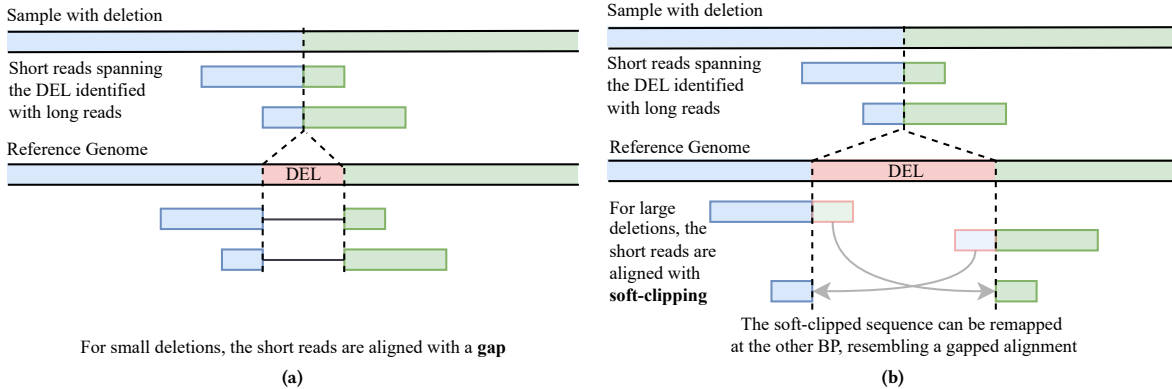 Sample with deletion
Short reads spanning
the DEL identified
with long reads
Reference Genome
DEL
For small deletions, the short reads are aligned with a gap
(a)
Sample with deletion
Short reads spanning
the DEL identified
with long reads
Reference Genome
DEL
For large
deletions, the
short reads are
aligned with
soft-clipping
The soft-clipped sequence can be remapped
at the other BP, resembling a gapped alignment
(b)